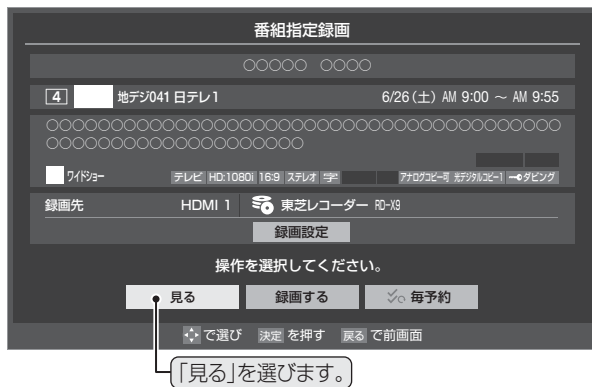 番組指定録画
○○○○○ ○○○○
4 地デジ041 日テレ1 6/26(土) AM 9:00 ～ AM 9:55
○○○○○○○○○○○○○○○○○○○○○○○○○○○○○○
○○○○○○○○○○○○○○○
ワイドショー テレビ HD:1080i 16:9 ステレオ 字 アナログコピー可 光デジタルコピー1 ダビング
録画先 HDMI 1 東芝レコーダー RD-X9
録画設定
操作を選択してください。
見る 録画する 毎予約
で選び 決定 を押す 戻る で前画面
「見る」を選びます。